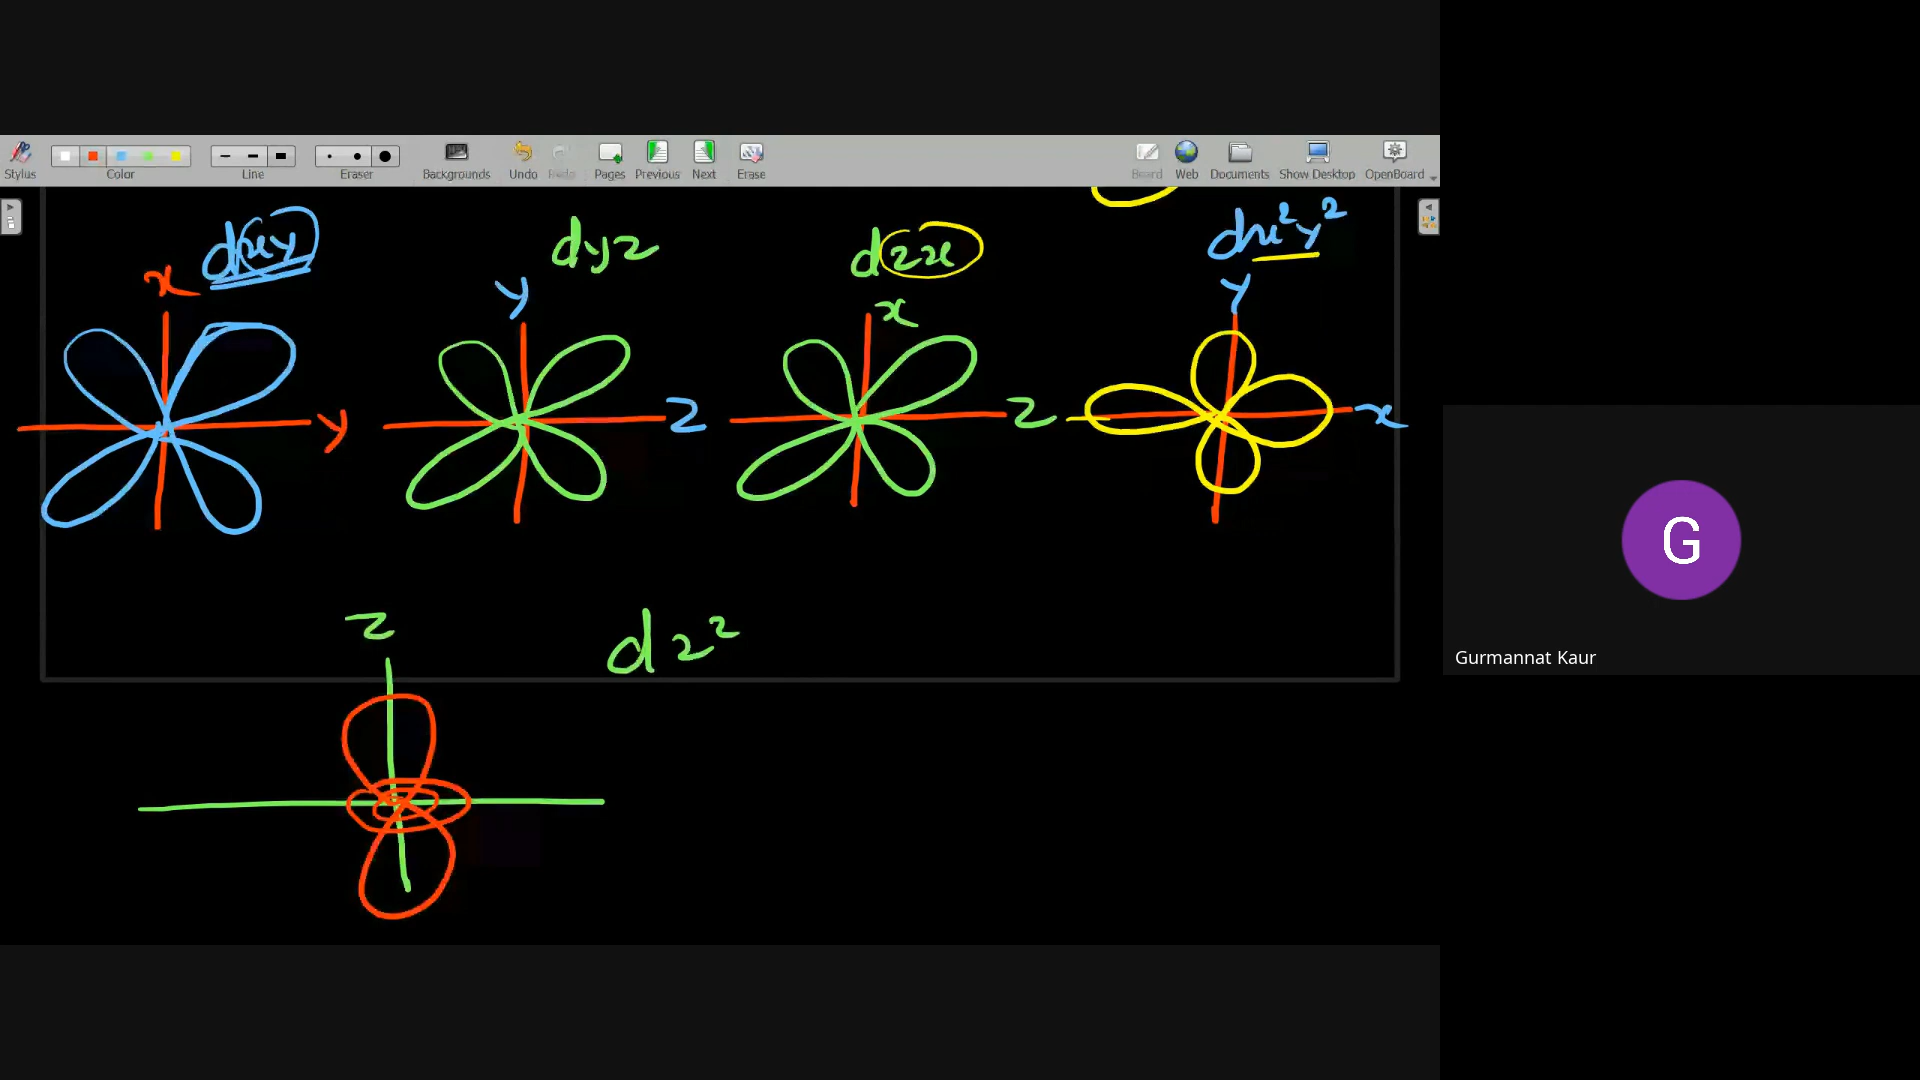 Stylus Color Line Eraser Backgrounds Undo Redo Pages Previous Next Erase Board Web Documents Show Desktop OpenBoard
dxy dyz dzx dx²y²
x y x y
y z z x
z dz²
G
Gurmannat Kaur